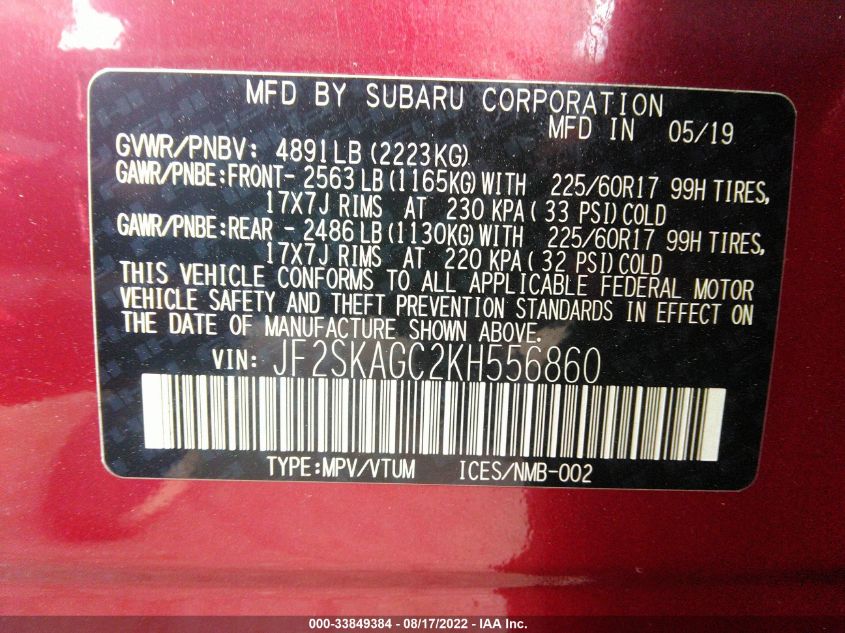 MFD BY SUBARU CORPORATION
MFD IN 05/19
GVWR/PNBV: 4891LB (2223KG)
GAWR/PNBE:FRONT- 2563 LB (1165KG) WITH 225/60R17 99H TIRES,
17X7J RIMS AT 230 KPA ( 33 PSI) COLD
GAWR/PNBE:REAR - 2486 LB (1130KG) WITH 225/60R17 99H TIRES,
17X7J RIMS AT 220 KPA ( 32 PSI) COLD
THIS VEHICLE CONFORMS TO ALL APPLICABLE FEDERAL MOTOR
VEHICLE SAFETY AND THEFT PREVENTION STANDARDS IN EFFECT ON
THE DATE OF MANUFACTURE SHOWN ABOVE.
VIN: JF2SKAGC2KH556860
TYPE:MPV/VTUM ICES/NMB-002
000-33849384 - 08/17/2022 - IAA Inc.